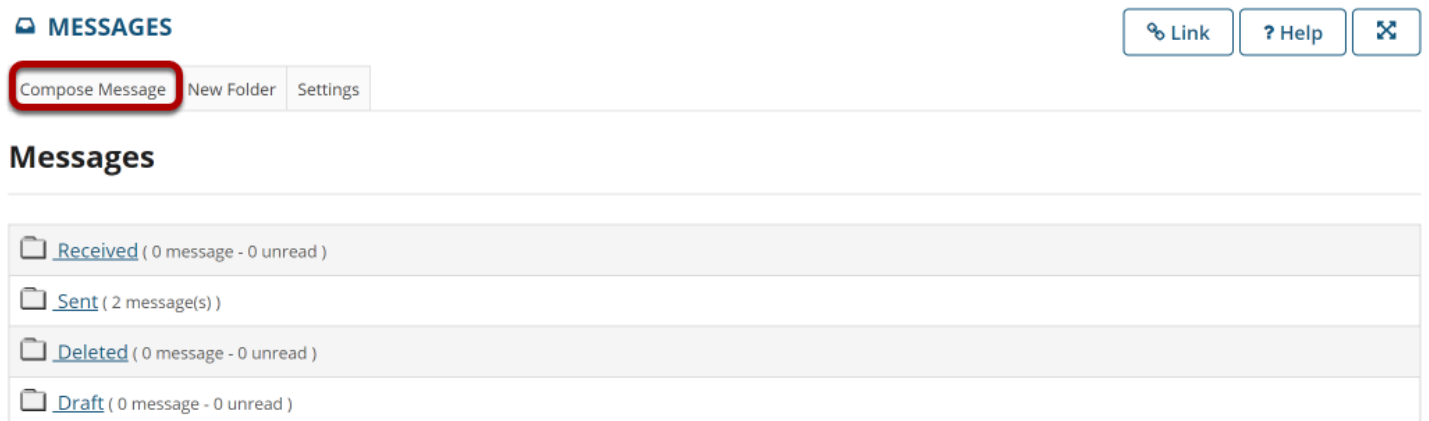 MESSAGES
Link
? Help
Compose Message
New Folder
Settings
Messages
Received ( 0 message - 0 unread )
Sent ( 2 message(s) )
Deleted ( 0 message - 0 unread )
Draft ( 0 message - 0 unread )